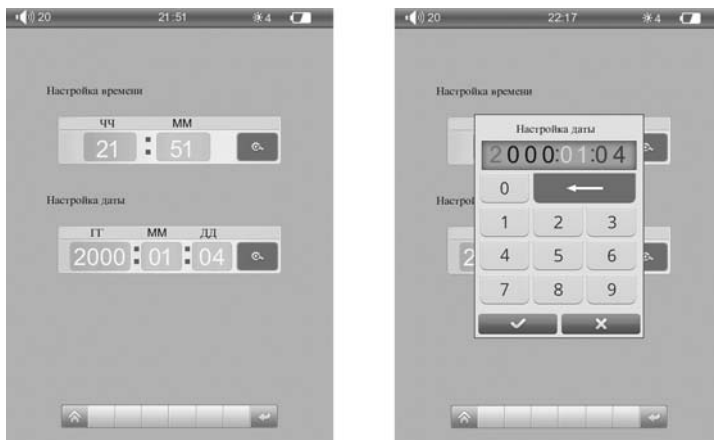 20 21:51 4
Настройка времени
ЧЧ ММ
21 : 51
Настройка даты
ГГ ММ ДД
2000 : 01 : 04
20 22:17 4
Настройка времени
Настройка даты
2000:01:04
0
1 2 3
Настрой
4 5 6
2
7 8 9